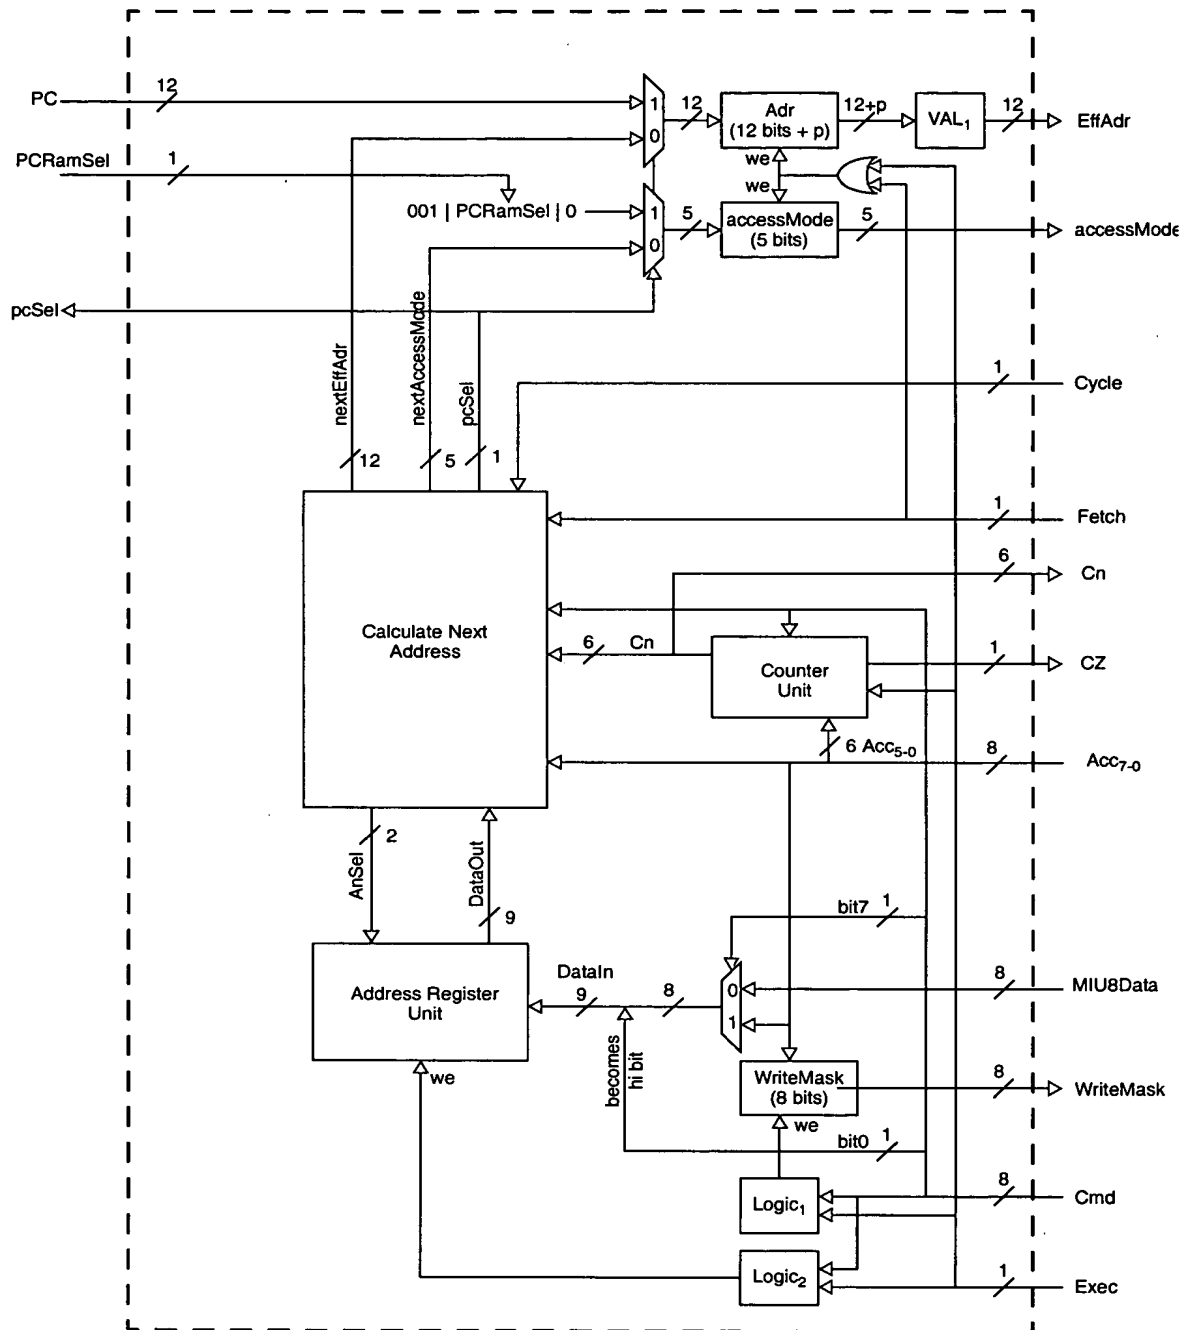 PC
12
1
0
12
Adr
(12 bits + p)
12+p
VAL₁
12
EffAdr
PCRamSel
1
we
we
001 | PCRamSel | 0
1
0
5
accessMode
(5 bits)
5
accessMode
pcSel
nextEffAdr
nextAccessMode
pcSel
12
5
1
1
Cycle
1
Fetch
6
Cn
Calculate Next
Address
6
Cn
Counter
Unit
1
CZ
6 Acc₅₋₀
8
Acc₇₋₀
AnSel
2
DataOut
9
bit7
1
Address Register
Unit
DataIn
9
8
0
1
8
MIU8Data
we
becomes
hi bit
WriteMask
(8 bits)
8
WriteMask
we
bit0
1
Logic₁
8
Cmd
Logic₂
1
Exec